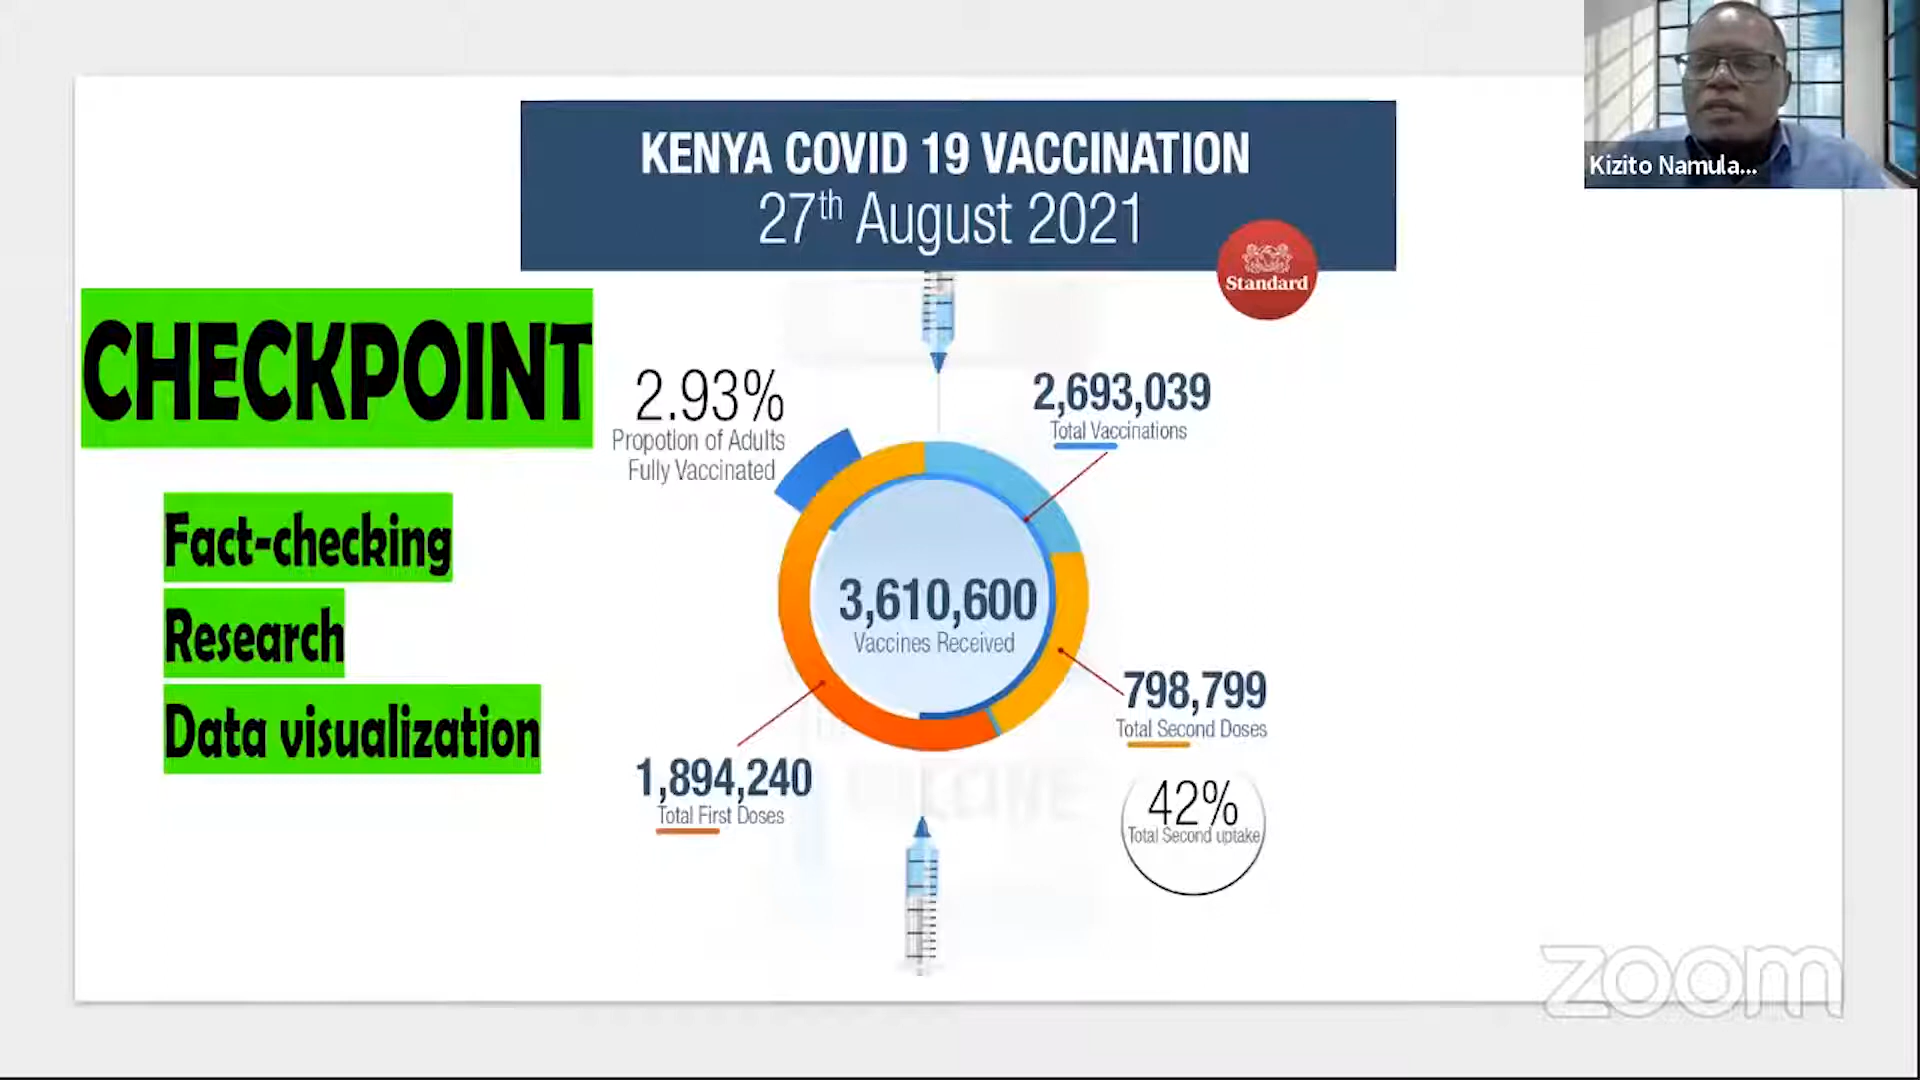 KENYA COVID 19 VACCINATION
27th August 2021
Standard
Kizito Namula...
CHECKPOINT
Fact-checking
Research
Data visualization
2.93%
Propotion of Adults
Fully Vaccinated
2,693,039
Total Vaccinations
3,610,600
Vaccines Received
798,799
Total Second Doses
42%
Total Second uptake
1,894,240
Total First Doses
zoom